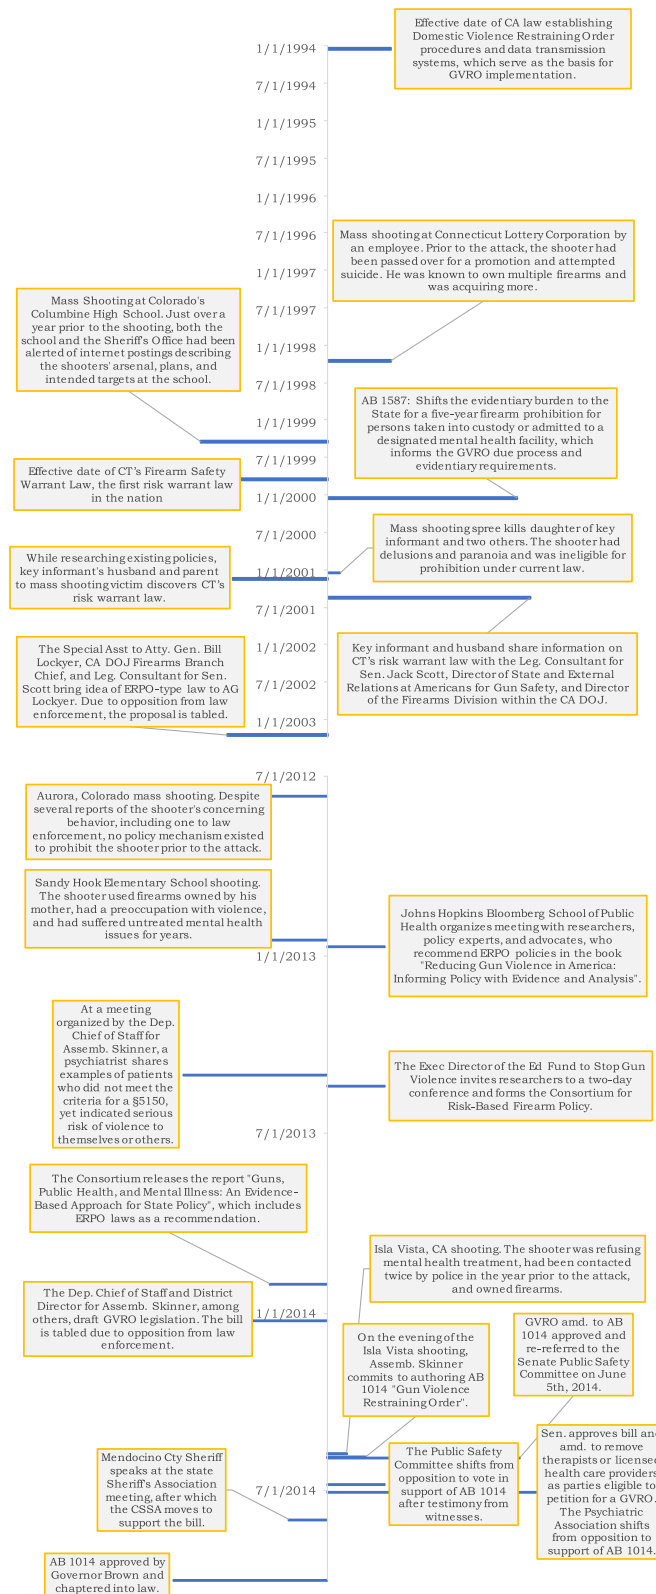 Effective date of CA law establishing
Domestic Violence Restraining Order
procedures and data transmission
systems, which serve as the basis for
GVRO implementation.
1/1/1994
7/1/1994
1/1/1995
7/1/1995
1/1/1996
7/1/1996
Mass shooting at Connecticut Lottery Corporation by
an employee. Prior to the attack, the shooter had
been passed over for a promotion and attempted
suicide. He was known to own multiple firearms and
was acquiring more.
1/1/1997
7/1/1997
Mass Shooting at Colorado's
Columbine High School. Just over a
year prior to the shooting, both the
school and the Sheriff's Office had been
alerted of internet postings describing
the shooters' arsenal, plans, and
intended targets at the school.
1/1/1998
7/1/1998
AB 1587: Shifts the evidentiary burden to the
State for a five-year firearm prohibition for
persons taken into custody or admitted to a
designated mental health facility, which
informs the GVRO due process and
evidentiary requirements.
1/1/1999
7/1/1999
Effective date of CT's Firearm Safety
Warrant Law, the first risk warrant law
in the nation
1/1/2000
7/1/2000
Mass shooting spree kills daughter of key
informant and two others. The shooter had
delusions and paranoia and was ineligible for
prohibition under current law.
While researching existing policies,
key informant's husband and parent
to mass shooting victim discovers CT's
risk warrant law.
1/1/2001
7/1/2001
Key informant and husband share information on
CT's risk warrant law with the Leg. Consultant for
Sen. Jack Scott, Director of State and External
Relations at Americans for Gun Safety, and Director
of the Firearms Division within the CA DOJ.
The Special Asst to Atty. Gen. Bill
Lockyer, CA DOJ Firearms Branch
Chief, and Leg. Consultant for Sen.
Scott bring idea of ERPO-type law to AG
Lockyer. Due to opposition from law
enforcement, the proposal is tabled.
1/1/2002
7/1/2002
1/1/2003
7/1/2012
Aurora, Colorado mass shooting. Despite
several reports of the shooter's concerning
behavior, including one to law
enforcement, no policy mechanism existed
to prohibit the shooter prior to the attack.
Sandy Hook Elementary School shooting.
The shooter used firearms owned by his
mother, had a preoccupation with violence,
and had suffered untreated mental health
issues for years.
Johns Hopkins Bloomberg School of Public
Health organizes meeting with researchers,
policy experts, and advocates, who
recommend ERPO policies in the book
"Reducing Gun Violence in America:
Informing Policy with Evidence and Analysis".
1/1/2013
At a meeting
organized by the Dep.
Chief of Staff for
Assemb. Skinner, a
psychiatrist shares
examples of patients
who did not meet the
criteria for a §5150,
yet indicated serious
risk of violence to
themselves or others.
The Exec Director of the Ed Fund to Stop Gun
Violence invites researchers to a two-day
conference and forms the Consortium for
Risk-Based Firearm Policy.
7/1/2013
The Consortium releases the report "Guns,
Public Health, and Mental Illness: An Evidence-
Based Approach for State Policy", which includes
ERPO laws as a recommendation.
Isla Vista, CA shooting. The shooter was refusing
mental health treatment, had been contacted
twice by police in the year prior to the attack,
and owned firearms.
The Dep. Chief of Staff and District
Director for Assemb. Skinner, among
others, draft GVRO legislation. The bill
is tabled due to opposition from law
enforcement.
1/1/2014
On the evening of the
Isla Vista shooting,
Assemb. Skinner
commits to authoring AB
1014 "Gun Violence
Restraining Order".
GVRO amd. to AB
1014 approved and
re-referred to the
Senate Public Safety
Committee on June
5th, 2014.
Mendocino Cty Sheriff
speaks at the state
Sheriff's Association
meeting, after which
the CSSA moves to
support the bill.
The Public Safety
Committee shifts from
opposition to vote in
support of AB 1014
after testimony from
witnesses.
Sen. approves bill and
amd. to remove
therapists or licensed
health care providers
as parties eligible to
petition for a GVRO.
The Psychiatric
Association shifts
from opposition to
support of AB 1014.
7/1/2014
AB 1014 approved by
Governor Brown and
chaptered into law.